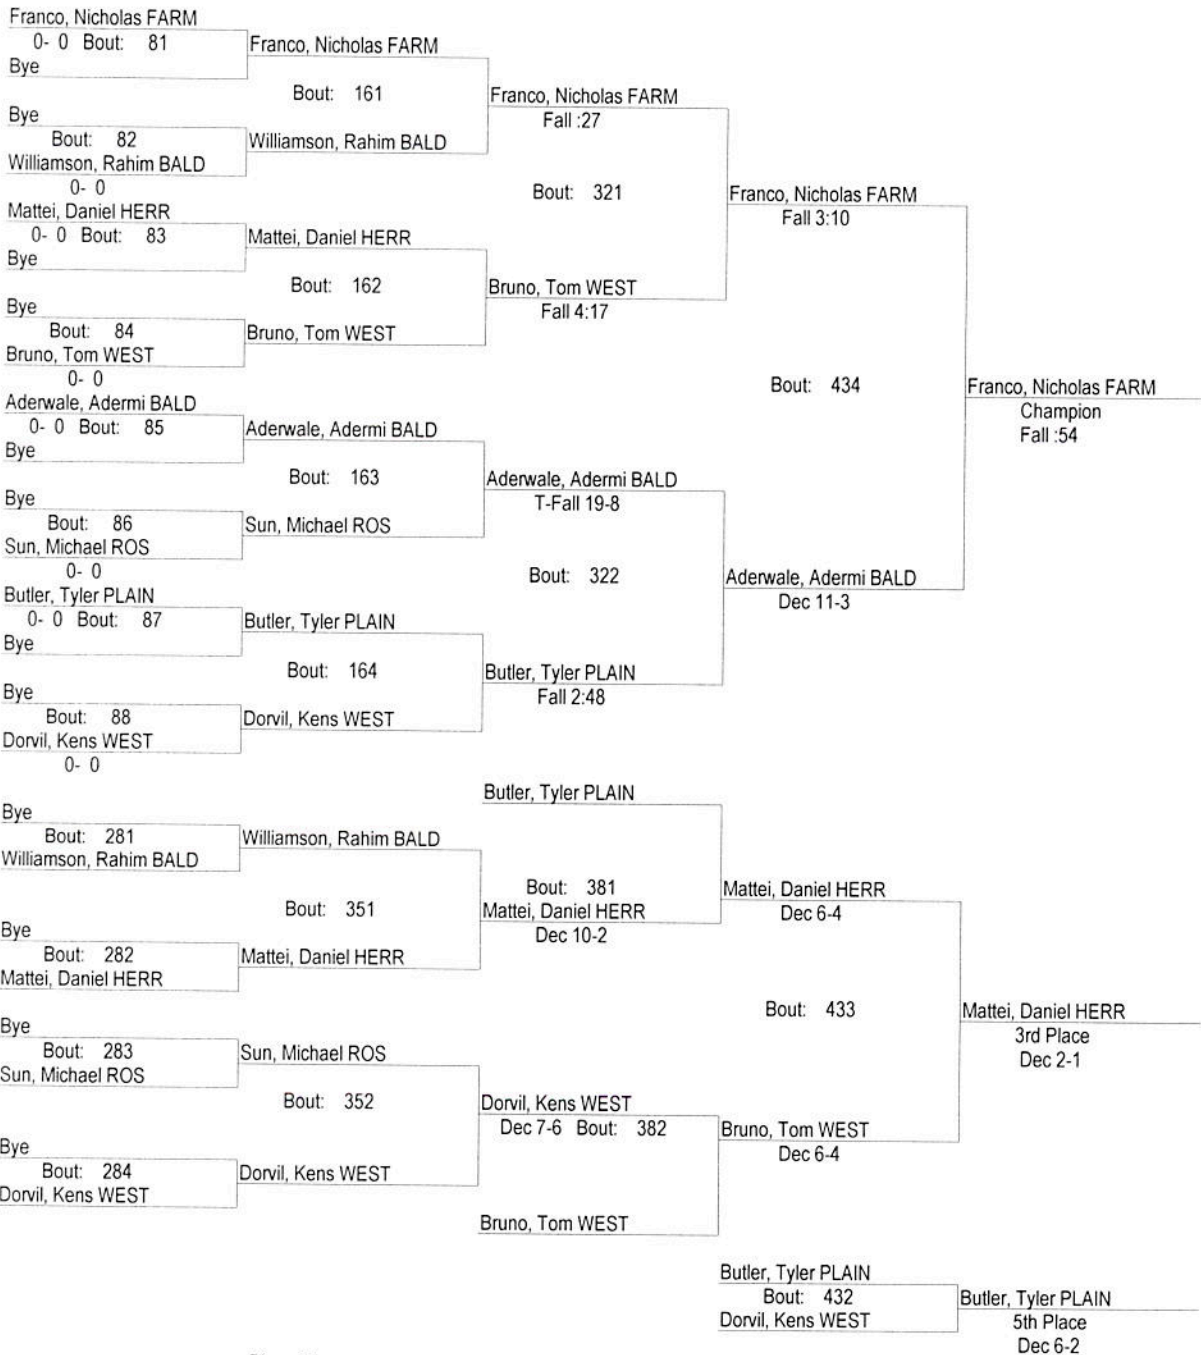 Franco, Nicholas FARM
0- 0 Bout: 81
Bye
Franco, Nicholas FARM
Bout: 161
Bye
Bout: 82
Williamson, Rahim BALD
0- 0
Williamson, Rahim BALD
Franco, Nicholas FARM
Fall :27
Bout: 321
Mattei, Daniel HERR
0- 0 Bout: 83
Bye
Mattei, Daniel HERR
Bout: 162
Bye
Bout: 84
Bruno, Tom WEST
0- 0
Bruno, Tom WEST
Bruno, Tom WEST
Fall 4:17
Franco, Nicholas FARM
Fall 3:10
Bout: 434
Franco, Nicholas FARM
Champion
Fall :54
Aderwale, Adermi BALD
0- 0 Bout: 85
Bye
Aderwale, Adermi BALD
Bout: 163
Bye
Bout: 86
Sun, Michael ROS
0- 0
Sun, Michael ROS
Aderwale, Adermi BALD
T-Fall 19-8
Bout: 322
Butler, Tyler PLAIN
0- 0 Bout: 87
Bye
Butler, Tyler PLAIN
Bout: 164
Bye
Bout: 88
Dorvil, Kens WEST
0- 0
Dorvil, Kens WEST
Butler, Tyler PLAIN
Fall 2:48
Aderwale, Adermi BALD
Dec 11-3
Bye
Bout: 281
Williamson, Rahim BALD
Williamson, Rahim BALD
Bout: 351
Bye
Bout: 282
Mattei, Daniel HERR
Mattei, Daniel HERR
Butler, Tyler PLAIN
Bout: 381
Mattei, Daniel HERR
Dec 10-2
Mattei, Daniel HERR
Dec 6-4
Bout: 433
Mattei, Daniel HERR
3rd Place
Dec 2-1
Bye
Bout: 283
Sun, Michael ROS
Sun, Michael ROS
Bout: 352
Bye
Bout: 284
Dorvil, Kens WEST
Dorvil, Kens WEST
Dorvil, Kens WEST
Dec 7-6 Bout: 382
Bruno, Tom WEST
Bruno, Tom WEST
Dec 6-4
Butler, Tyler PLAIN
Bout: 432
Dorvil, Kens WEST
Butler, Tyler PLAIN
5th Place
Dec 6-2